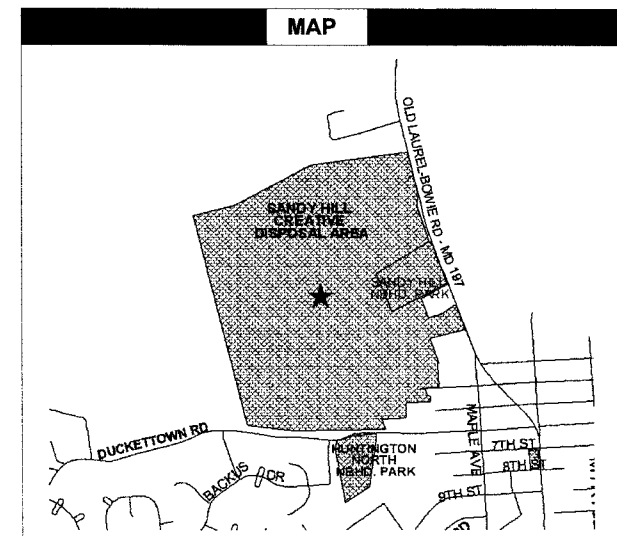 MAP
OLD LAUREL-BOWIE RD - MD 197
SANDY HILL
CREATIVE
DISPOSAL AREA
SANDY HILL
NBHD. PARK
DUCKETTOWN RD
BACKUS
DR
HUNTINGTON
NORTH
NBHD. PARK
MAPLE AVE
7TH ST
8TH ST
9TH ST